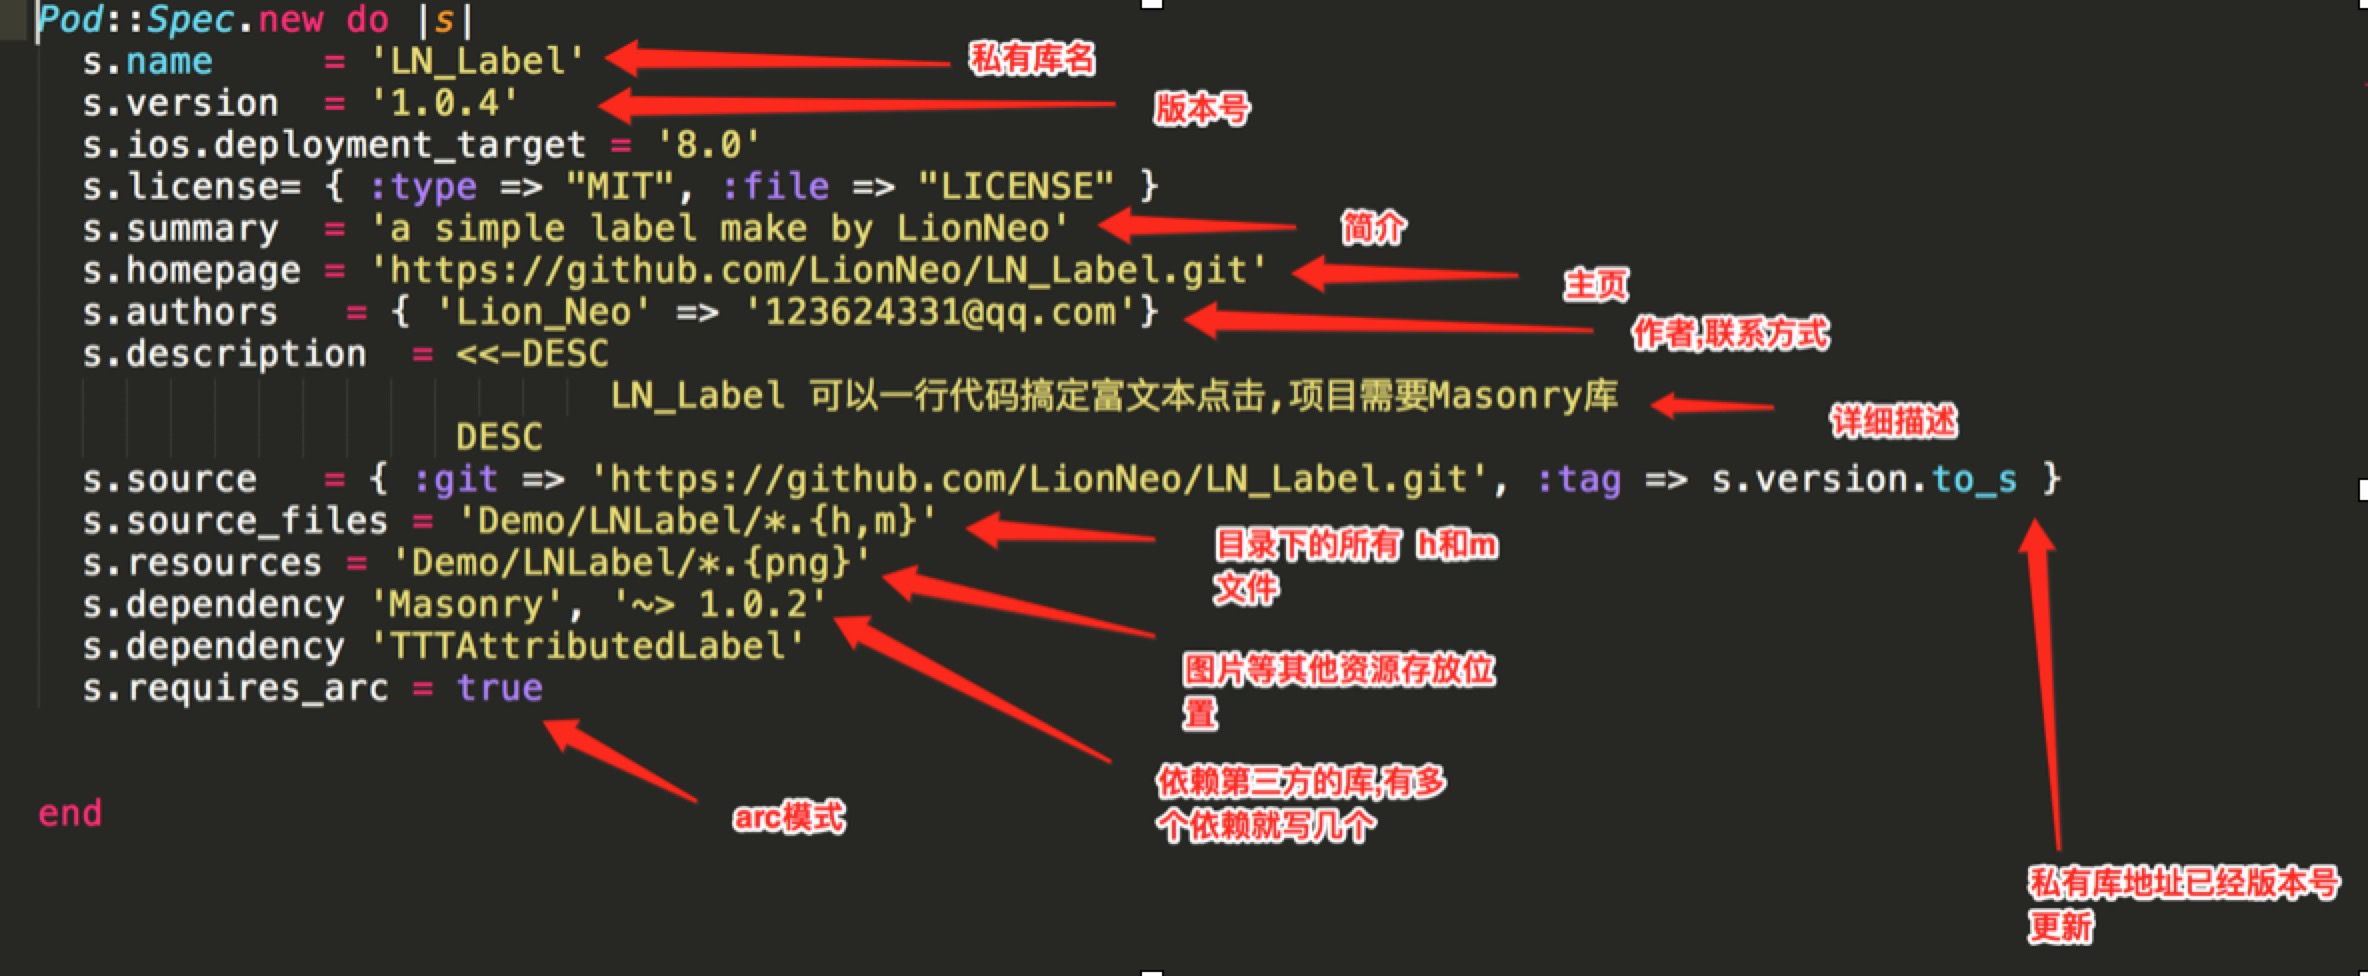 Pod::Spec.new do |s|
s.name = 'LN_Label'
私有库名
s.version = '1.0.4'
版本号
s.ios.deployment_target = '8.0'
s.license= { :type => "MIT", :file => "LICENSE" }
s.summary = 'a simple label make by LionNeo'
简介
s.homepage = 'https://github.com/LionNeo/LN_Label.git'
主页
s.authors = { 'Lion_Neo' => '123624331@qq.com'}
作者,联系方式
s.description = <<-DESC
LN_Label 可以一行代码搞定富文本点击,项目需要Masonry库
详细描述
DESC
s.source = { :git => 'https://github.com/LionNeo/LN_Label.git', :tag => s.version.to_s }
s.source_files = 'Demo/LNLabel/*.{h,m}'
目录下的所有 h和m
文件
s.resources = 'Demo/LNLabel/*.{png}'
s.dependency 'Masonry', '~> 1.0.2'
s.dependency 'TTTAttributedLabel'
图片等其他资源存放位
置
s.requires_arc = true
依赖第三方的库,有多
个依赖就写几个
arc模式
end
私有库地址已经版本号
更新